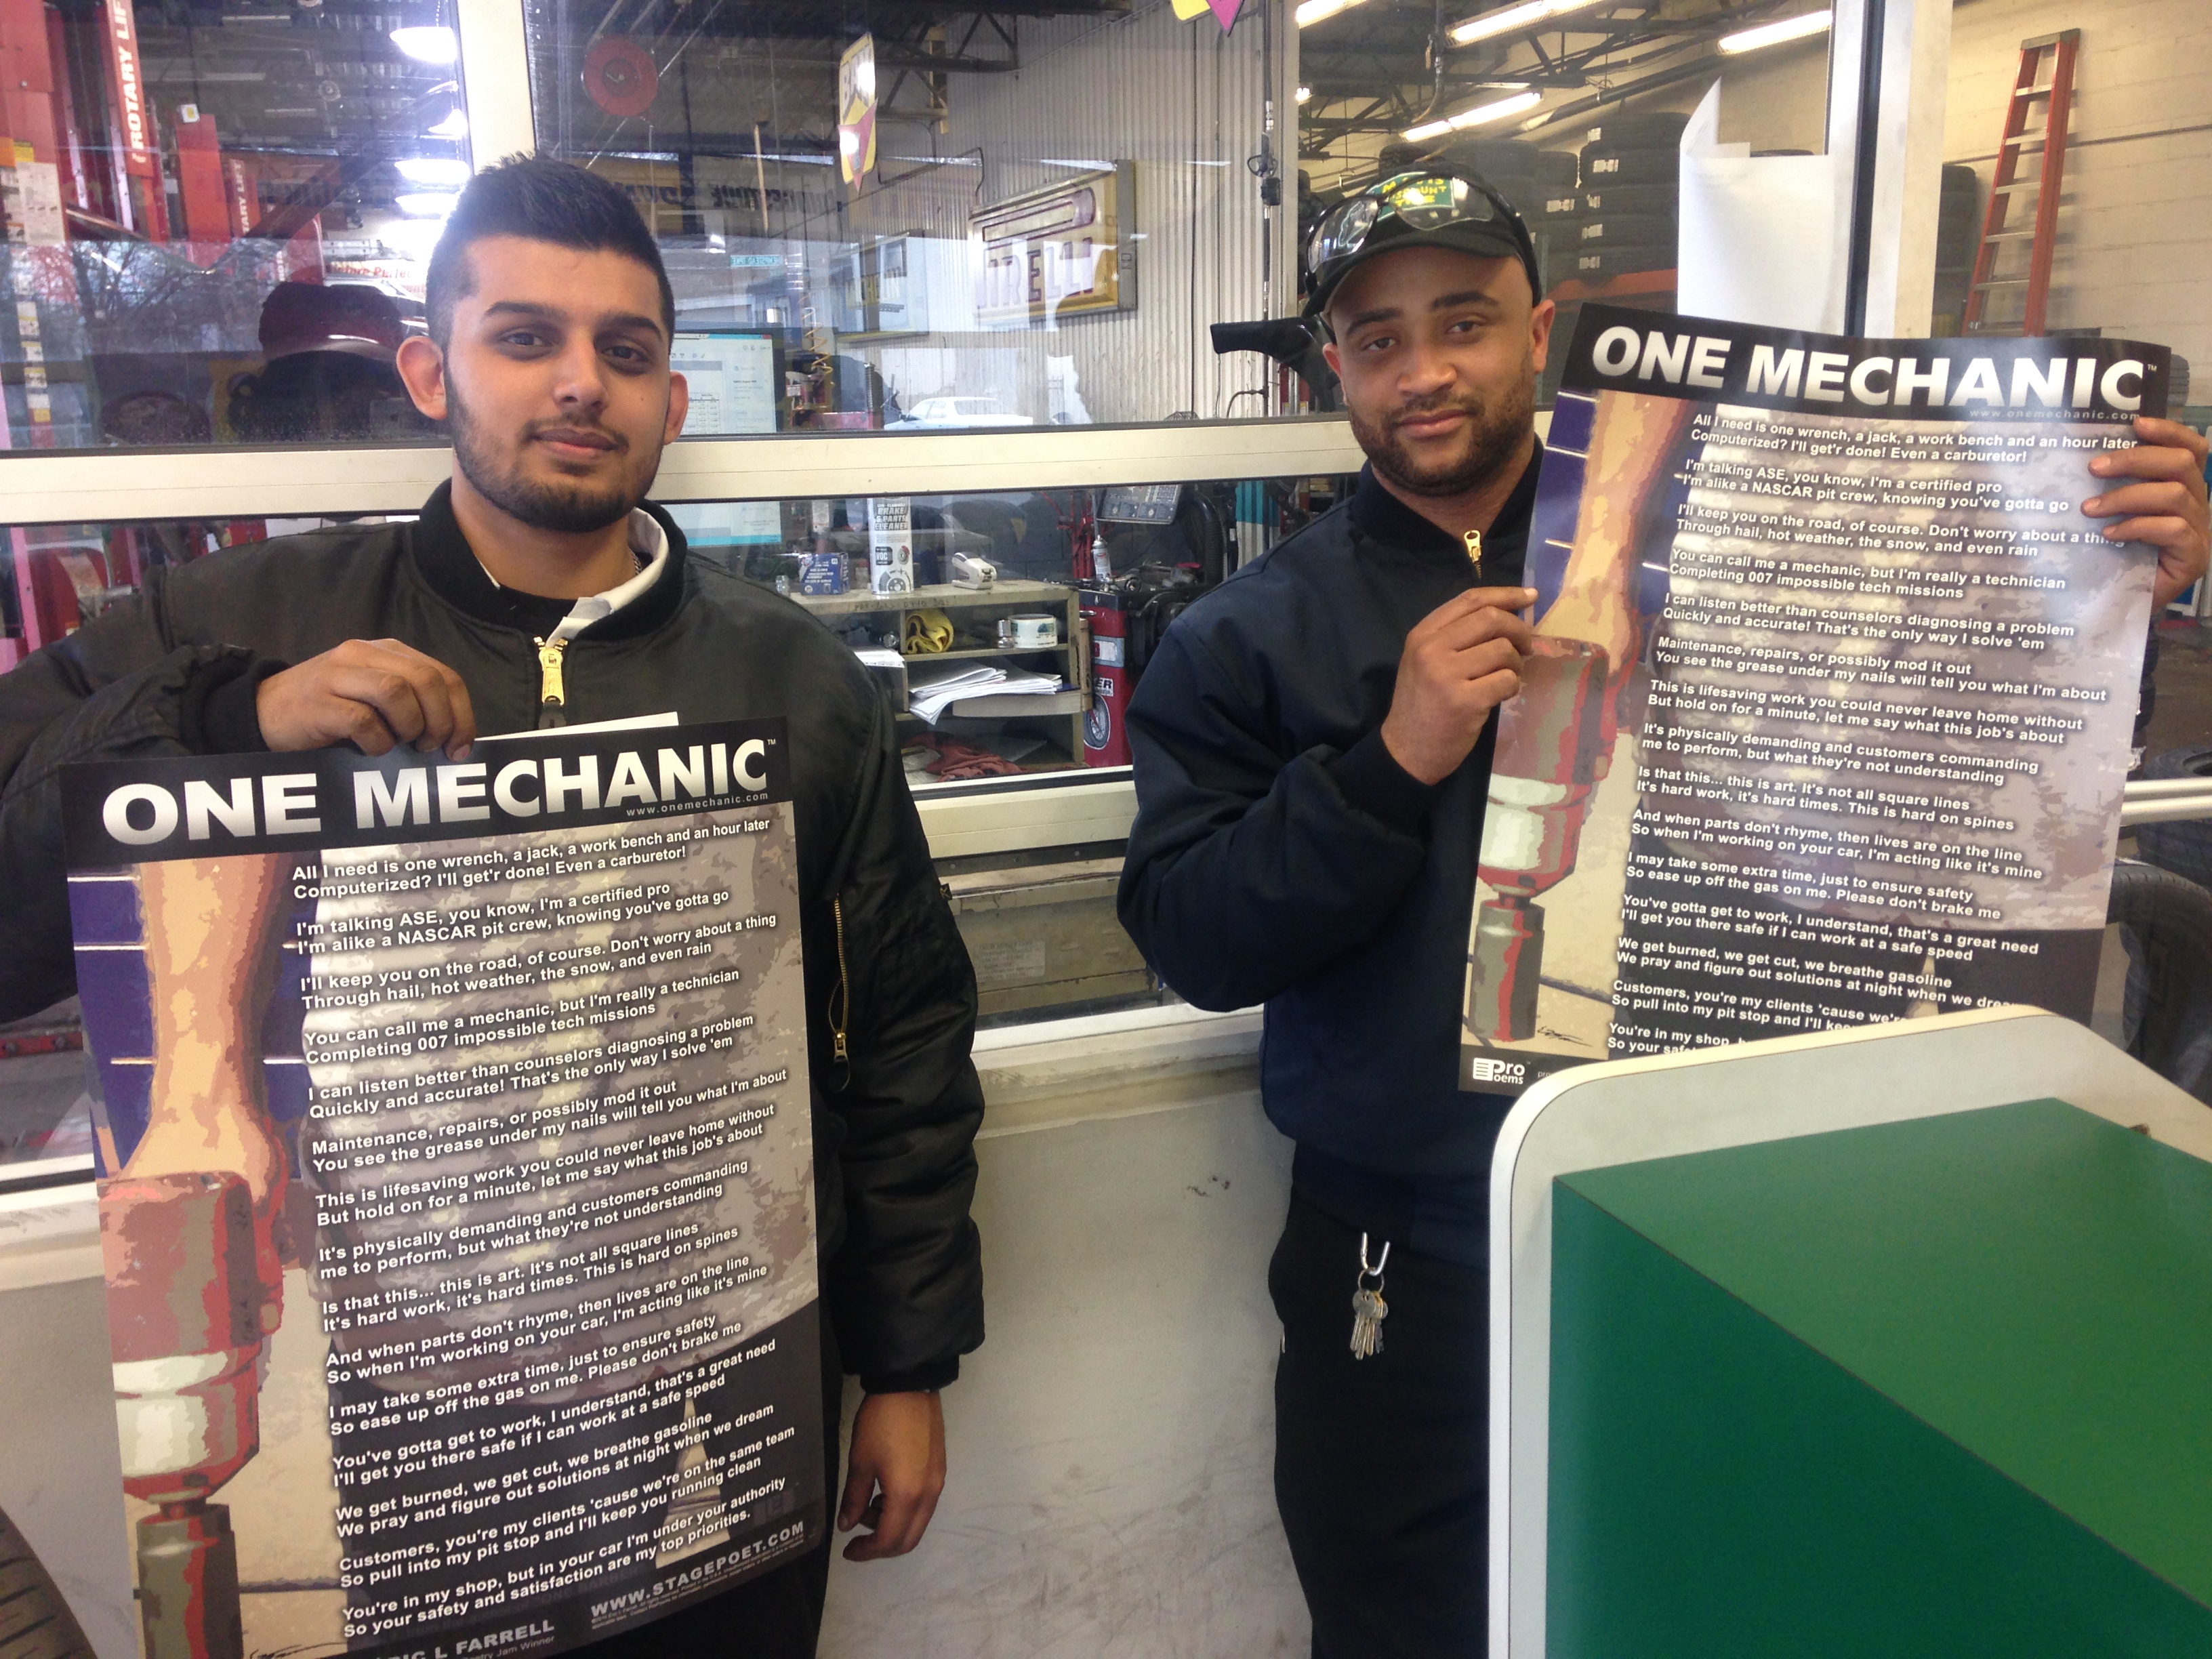 ROTARY LIF
ROTARY LIF
PIRELLI
BRAKE
& PARTS
CLEANER
VOC
DISCOUNT
TIRE
ONE MECHANIC™
www.onemechanic.com
All I need is one wrench, a jack, a work bench and an hour later
Computerized? I'll get'r done! Even a carburetor!
I'm talking ASE, you know, I'm a certified pro
I'm alike a NASCAR pit crew, knowing you've gotta go
I'll keep you on the road, of course. Don't worry about a thing
Through hail, hot weather, the snow, and even rain
You can call me a mechanic, but I'm really a technician
Completing 007 impossible tech missions
I can listen better than counselors diagnosing a problem
Quickly and accurate! That's the only way I solve 'em
Maintenance, repairs, or possibly mod it out
You see the grease under my nails will tell you what I'm about
This is lifesaving work you could never leave home without
But hold on for a minute, let me say what this job's about
It's physically demanding and customers commanding
me to perform, but what they're not understanding
Is that this... this is art. It's not all square lines
It's hard work, it's hard times. This is hard on spines
And when parts don't rhyme, then lives are on the line
So when I'm working on your car, I'm acting like it's mine
I may take some extra time, just to ensure safety
So ease up off the gas on me. Please don't brake me
You've gotta get to work, I understand, that's a great need
I'll get you there safe if I can work at a safe speed
We get burned, we get cut, we breathe gasoline
We pray and figure out solutions at night when we dream
Customers, you're my clients 'cause we're on the same team
So pull into my pit stop and I'll keep you running clean
You're in my shop, but in your car I'm under your authority
So your safety and satisfaction are my top priorities.
WWW.STAGEPOET.COM
RIC L FARRELL
etry Jam Winner
ONE MECHANIC™
www.onemechanic.com
All I need is one wrench, a jack, a work bench and an hour later
Computerized? I'll get'r done! Even a carburetor!
I'm talking ASE, you know, I'm a certified pro
I'm alike a NASCAR pit crew, knowing you've gotta go
I'll keep you on the road, of course. Don't worry about a thing
Through hail, hot weather, the snow, and even rain
You can call me a mechanic, but I'm really a technician
Completing 007 impossible tech missions
I can listen better than counselors diagnosing a problem
Quickly and accurate! That's the only way I solve 'em
Maintenance, repairs, or possibly mod it out
You see the grease under my nails will tell you what I'm about
This is lifesaving work you could never leave home without
But hold on for a minute, let me say what this job's about
It's physically demanding and customers commanding
me to perform, but what they're not understanding
Is that this... this is art. It's not all square lines
It's hard work, it's hard times. This is hard on spines
And when parts don't rhyme, then lives are on the line
So when I'm working on your car, I'm acting like it's mine
I may take some extra time, just to ensure safety
So ease up off the gas on me. Please don't brake me
You've gotta get to work, I understand, that's a great need
I'll get you there safe if I can work at a safe speed
We get burned, we get cut, we breathe gasoline
We pray and figure out solutions at night when we drea
Customers, you're my clients 'cause we're
So pull into my pit stop and I'll kee
You're in my shop, b
So your safe
Pro
Poems